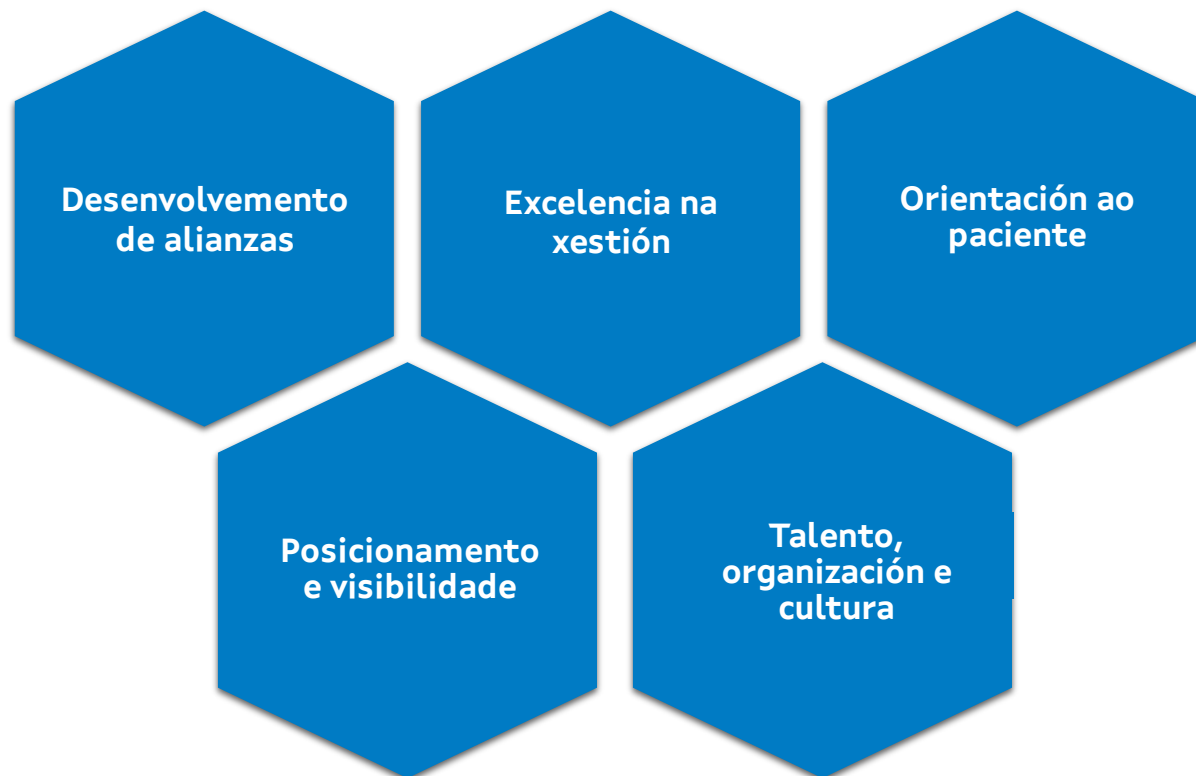 Desenvolvemento
de alianzas
Excelencia na
xestión
Orientación ao
paciente
Posicionamento
e visibilidade
Talento,
organización e
cultura